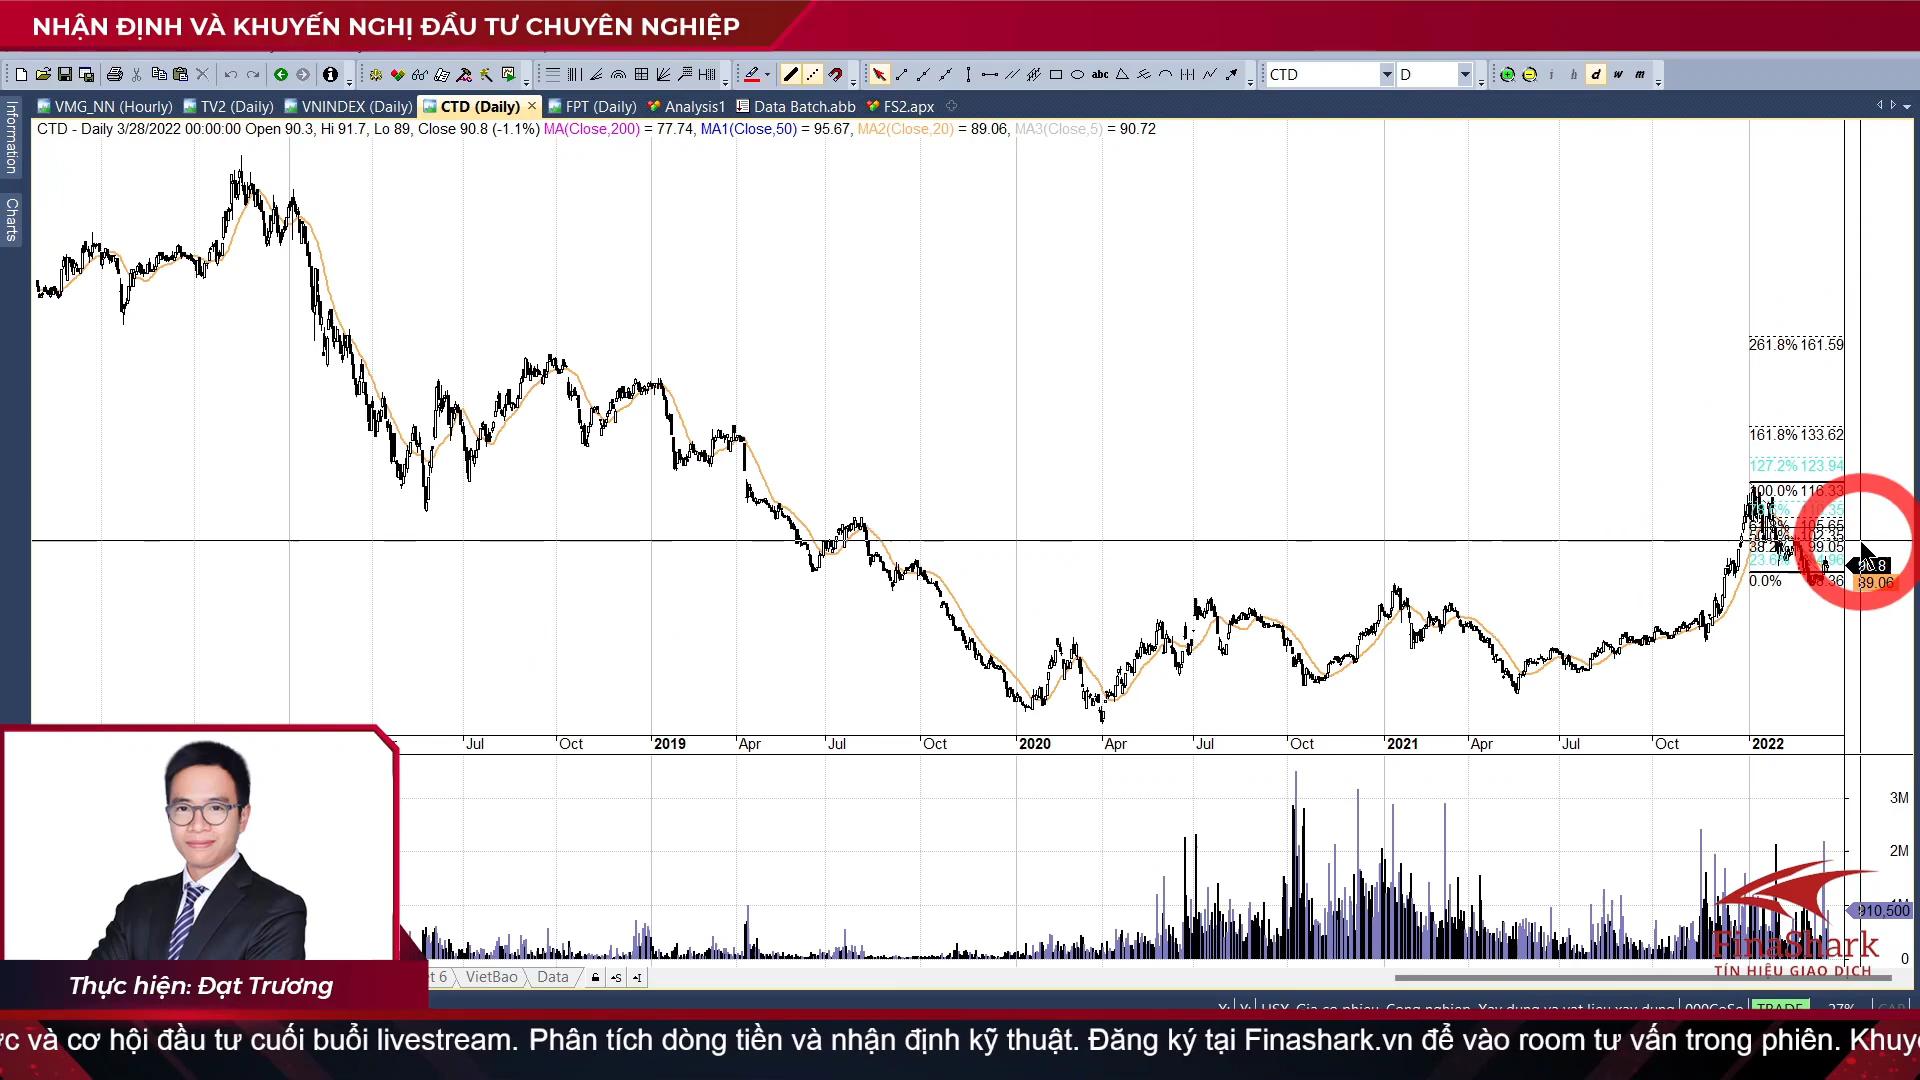 NHẬN ĐỊNH VÀ KHUYẾN NGHỊ ĐẦU TƯ CHUYÊN NGHIỆP
abc
CTD
D
i h d w m
Information
Charts
VMG_NN (Hourly) TV2 (Daily) VNINDEX (Daily) CTD (Daily) FPT (Daily) Analysis1 Data Batch.abb FS2.apx
CTD - Daily 3/28/2022 00:00:00 Open 90.3, Hi 91.7, Lo 89, Close 90.8 (-1.1%) MA(Close,200) = 77.74, MA1(Close,50) = 95.67, MA2(Close,20) = 89.06, MA3(Close,5) = 90.72
261.8% 161.59
161.8% 133.62
127.2% 123.94
100.0% 116.33
105.65
38.2% 99.05
0.0%
89.06
Jul Oct 2019 Apr Jul Oct 2020 Apr Jul Oct 2021 Apr Jul Oct 2022
3M
2M
910,500
0
FinaShark
TÍN HIỆU GIAO DỊCH
VietBao Data
Thực hiện: Đạt Trương
và cơ hội đầu tư cuối buổi livestream. Phân tích dòng tiền và nhận định kỹ thuật. Đăng ký tại Finashark.vn để vào room tư vấn trong phiên.